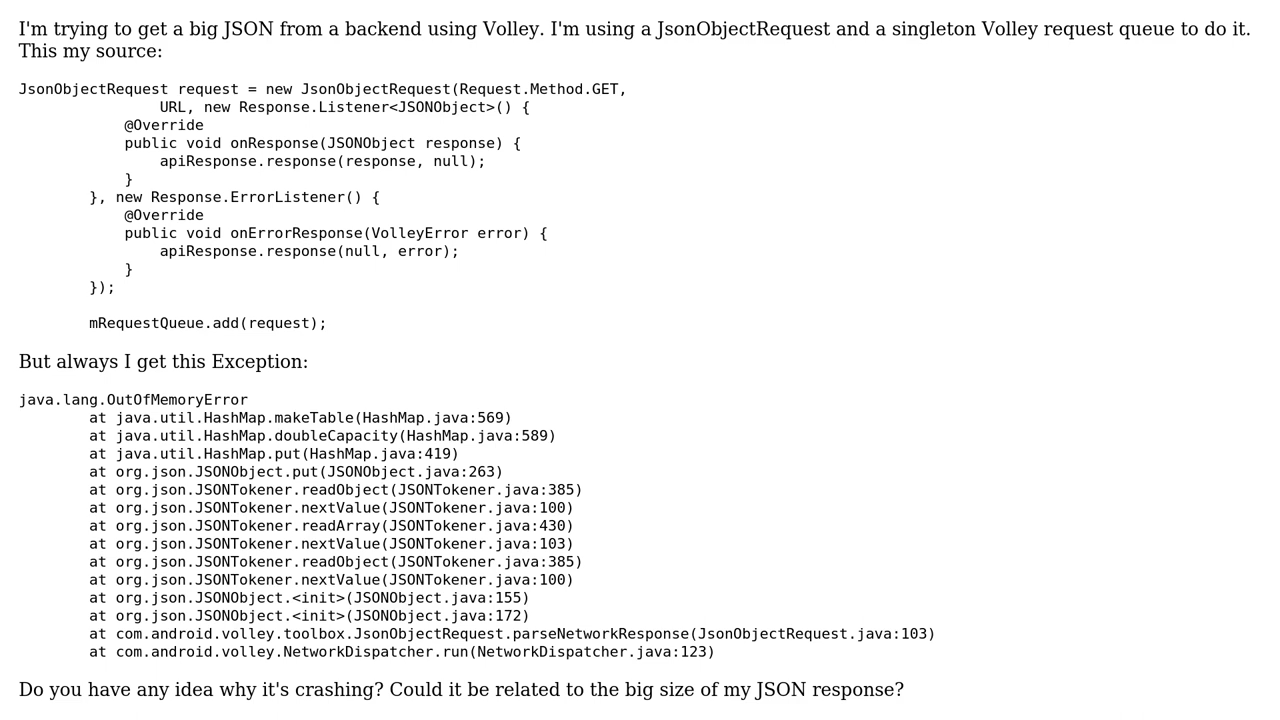 I'm trying to get a big JSON from a backend using Volley. I'm using a JsonObjectRequest and a singleton Volley request queue to do it.
This my source:
JsonObjectRequest request = new JsonObjectRequest(Request.Method.GET,
                URL, new Response.Listener<JSONObject>() {
            @Override
            public void onResponse(JSONObject response) {
                apiResponse.response(response, null);
            }
        }, new Response.ErrorListener() {
            @Override
            public void onErrorResponse(VolleyError error) {
                apiResponse.response(null, error);
            }
        });
        mRequestQueue.add(request);
But always I get this Exception:
java.lang.OutOfMemoryError
        at java.util.HashMap.makeTable(HashMap.java:569)
        at java.util.HashMap.doubleCapacity(HashMap.java:589)
        at java.util.HashMap.put(HashMap.java:419)
        at org.json.JSONObject.put(JSONObject.java:263)
        at org.json.JSONTokener.readObject(JSONTokener.java:385)
        at org.json.JSONTokener.nextValue(JSONTokener.java:100)
        at org.json.JSONTokener.readArray(JSONTokener.java:430)
        at org.json.JSONTokener.nextValue(JSONTokener.java:103)
        at org.json.JSONTokener.readObject(JSONTokener.java:385)
        at org.json.JSONTokener.nextValue(JSONTokener.java:100)
        at org.json.JSONObject.<init>(JSONObject.java:155)
        at org.json.JSONObject.<init>(JSONObject.java:172)
        at com.android.volley.toolbox.JsonObjectRequest.parseNetworkResponse(JsonObjectRequest.java:103)
        at com.android.volley.NetworkDispatcher.run(NetworkDispatcher.java:123)
Do you have any idea why it's crashing? Could it be related to the big size of my JSON response?